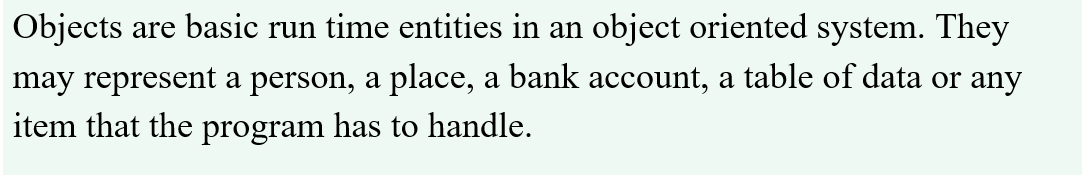 Objects are basic run time entities in an object oriented system. They
may represent a person, a place, a bank account, a table of data or any
item that the program has to handle.